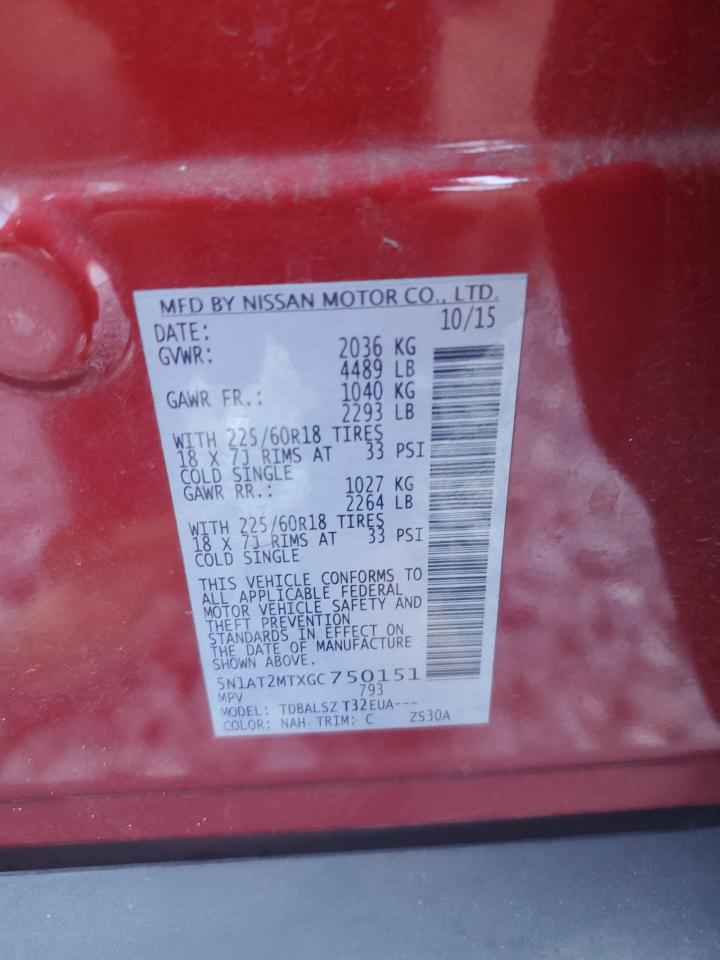 MFD BY NISSAN MOTOR CO., LTD.
DATE: 10/15
GVWR: 2036 KG
4489 LB
GAWR FR.: 1040 KG
2293 LB
WITH 225/60R18 TIRES
18 X 7J RIMS AT 33 PSI
COLD SINGLE
GAWR RR.: 1027 KG
2264 LB
WITH 225/60R18 TIRES
18 X 7J RIMS AT 33 PSI
COLD SINGLE
THIS VEHICLE CONFORMS TO
ALL APPLICABLE FEDERAL
MOTOR VEHICLE SAFETY AND
THEFT PREVENTION
STANDARDS IN EFFECT ON
THE DATE OF MANUFACTURE
SHOWN ABOVE.
5N1AT2MTXGC750151
MPV 793
MODEL: TDBALSZ T32EUA---
COLOR: NAH TRIM: C ZS30A